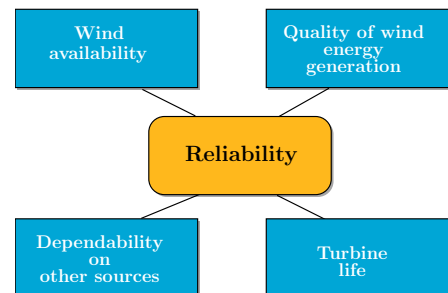 Wind
availability
Quality of wind
energy
generation
Reliability
Dependability
on
other sources
Turbine
life